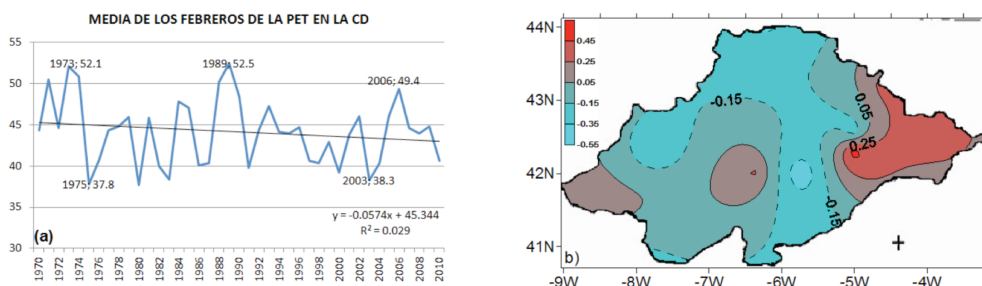 MEDIA DE LOS FEBREROS DE LA PET EN LA CD
55
50
45
40
35
30
1973; 52.1
1989; 52.5
2006; 49.4
1975; 37.8
2003; 38.3
y = -0.0574x + 45.344
R² = 0.029
(a)
1970
1972
1974
1976
1978
1980
1982
1984
1986
1988
1990
1992
1994
1996
1998
2000
2002
2004
2006
2008
2010
44N
43N
42N
41N
0.45
0.25
0.05
-0.15
-0.35
-0.55
-0.15
0.05
0.25
-0.15
b)
-9W
-8W
-7W
-6W
-5W
-4W